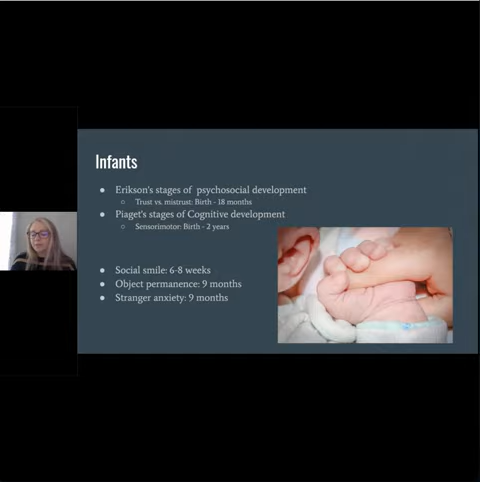 Infants
Erikson's stages of psychosocial development
Trust vs. mistrust: Birth - 18 months
Piaget's stages of Cognitive development
Sensorimotor: Birth - 2 years
Social smile: 6-8 weeks
Object permanence: 9 months
Stranger anxiety: 9 months